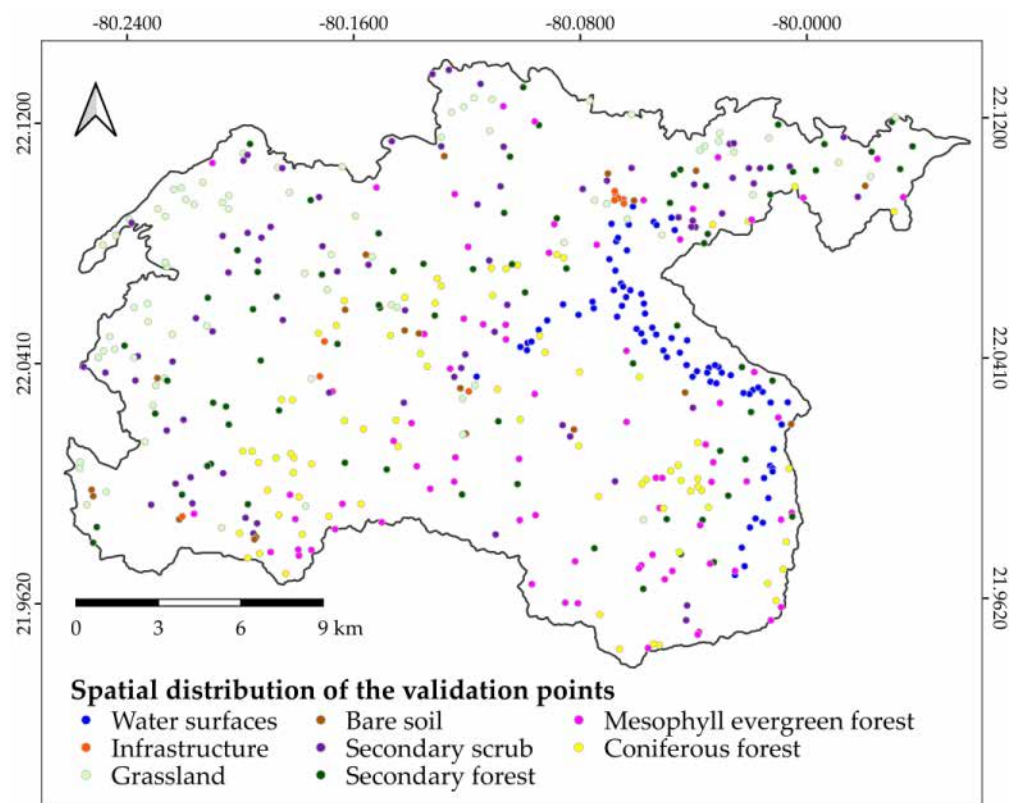 -80.2400 -80.1600 -80.0800 -80.0000
22.1200 22.1200
22.0410 22.0410
21.9620 21.9620
0 3 6 9 km
Spatial distribution of the validation points
Water surfaces Bare soil Mesophyll evergreen forest
Infrastructure Secondary scrub Coniferous forest
Grassland Secondary forest